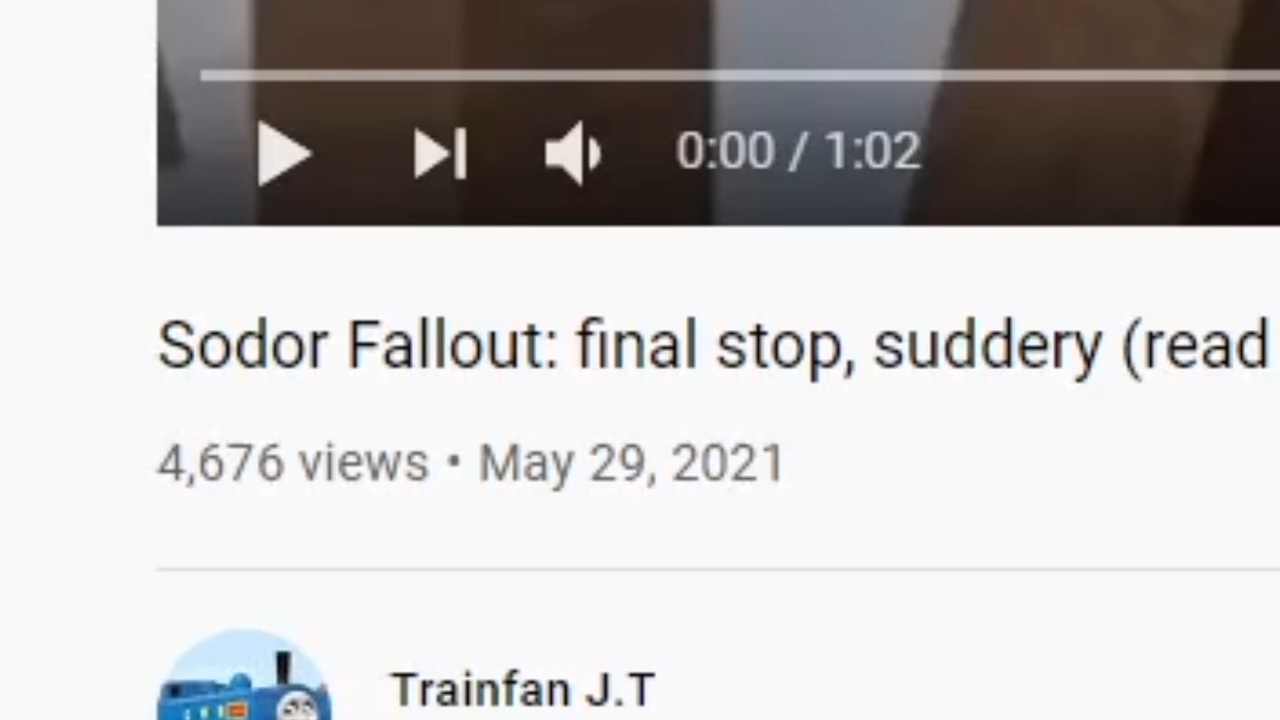 0:00 / 1:02
Sodor Fallout: final stop, suddery (read
4,676 views • May 29, 2021
Trainfan J.T